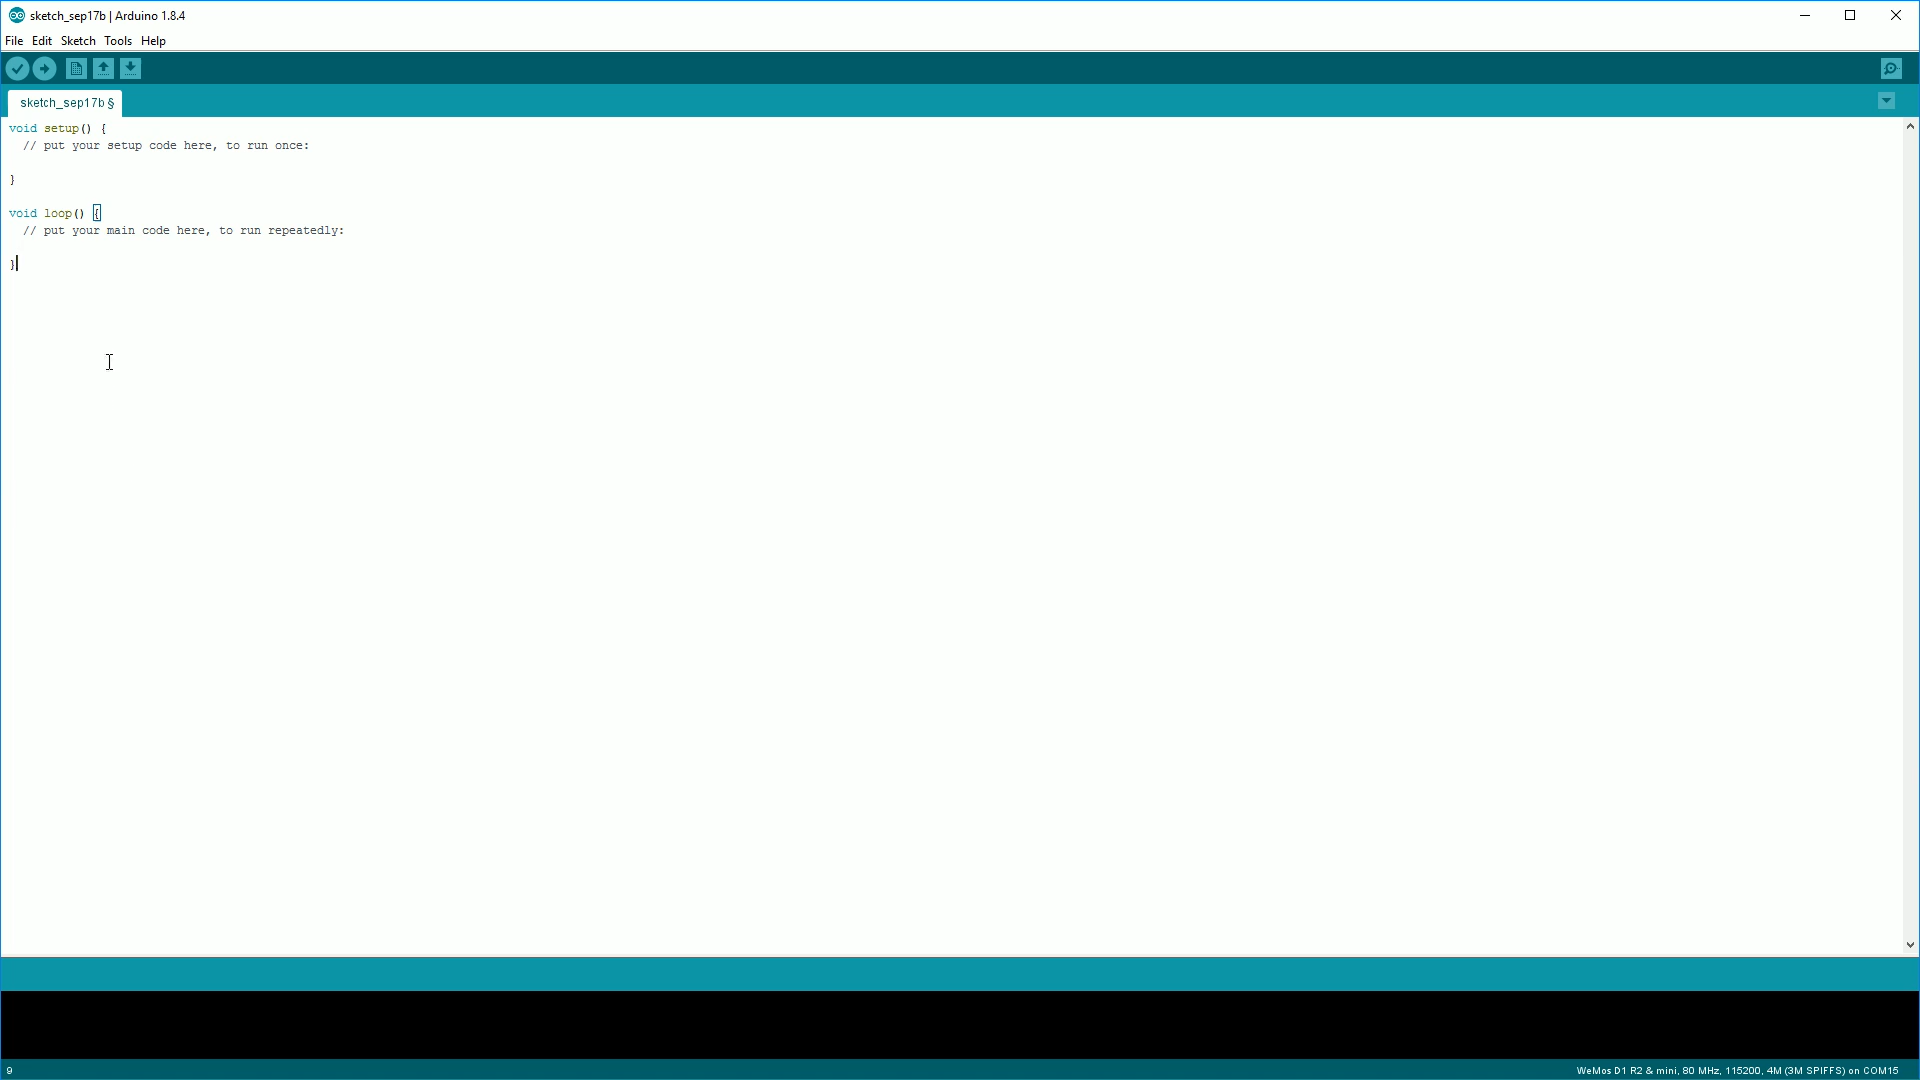 sketch_sep17b | Arduino 1.8.4
File Edit Sketch Tools Help
sketch_sep17b §
void setup() {
// put your setup code here, to run once:
}
void loop() {
// put your main code here, to run repeatedly:
}
9
WeMos D1 R2 & mini, 80 MHz, 115200, 4M (3M SPIFFS) on COM15